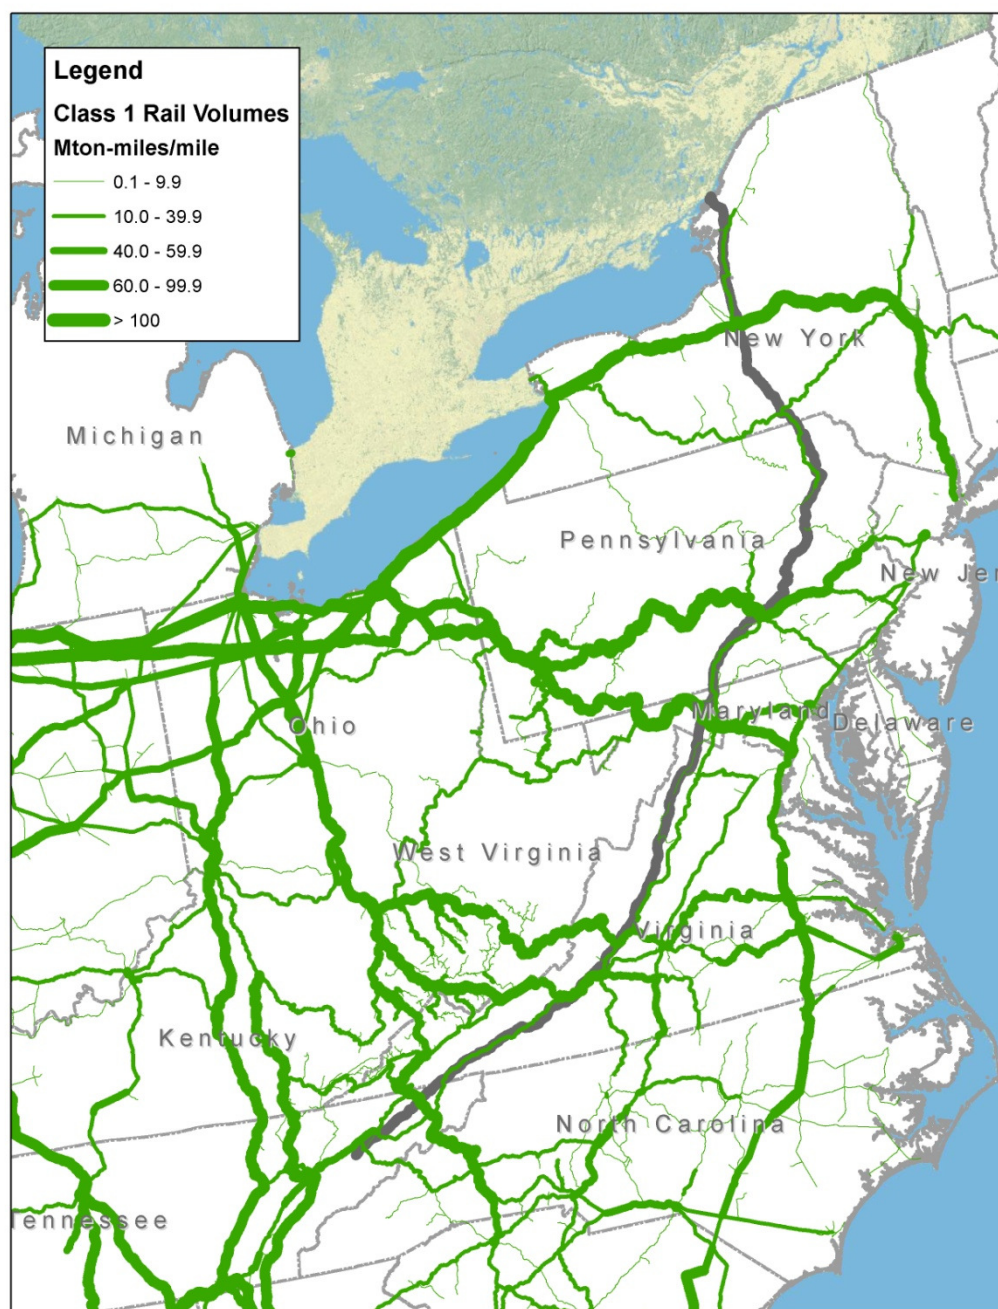 Legend
Class 1 Rail Volumes
Mton-miles/mile
0.1 - 9.9
10.0 - 39.9
40.0 - 59.9
60.0 - 99.9
> 100
New York
Michigan
Pennsylvania
New Jer
Maryland
Delaware
Ohio
West Virginia
Virginia
Kentucky
North Carolina
Tennessee